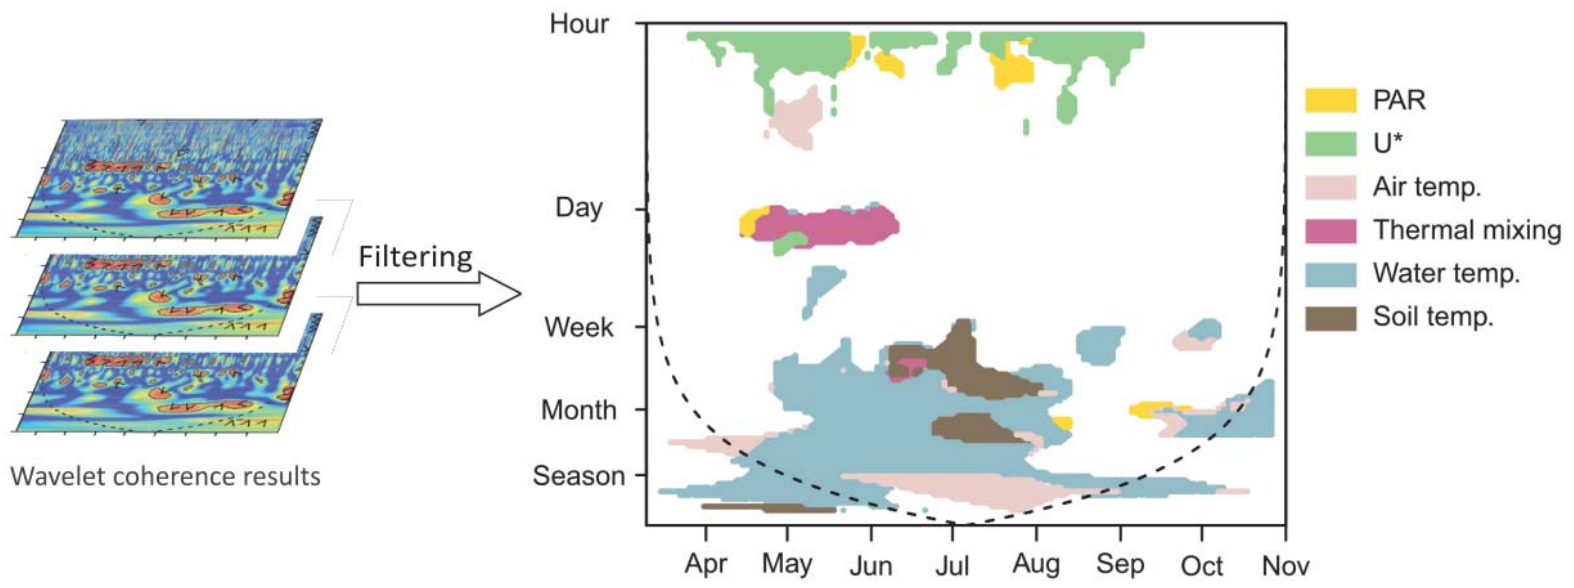 Wavelet coherence results
Filtering
Hour
Day
Week
Month
Season
Apr May Jun Jul Aug Sep Oct Nov
PAR
U*
Air temp.
Thermal mixing
Water temp.
Soil temp.